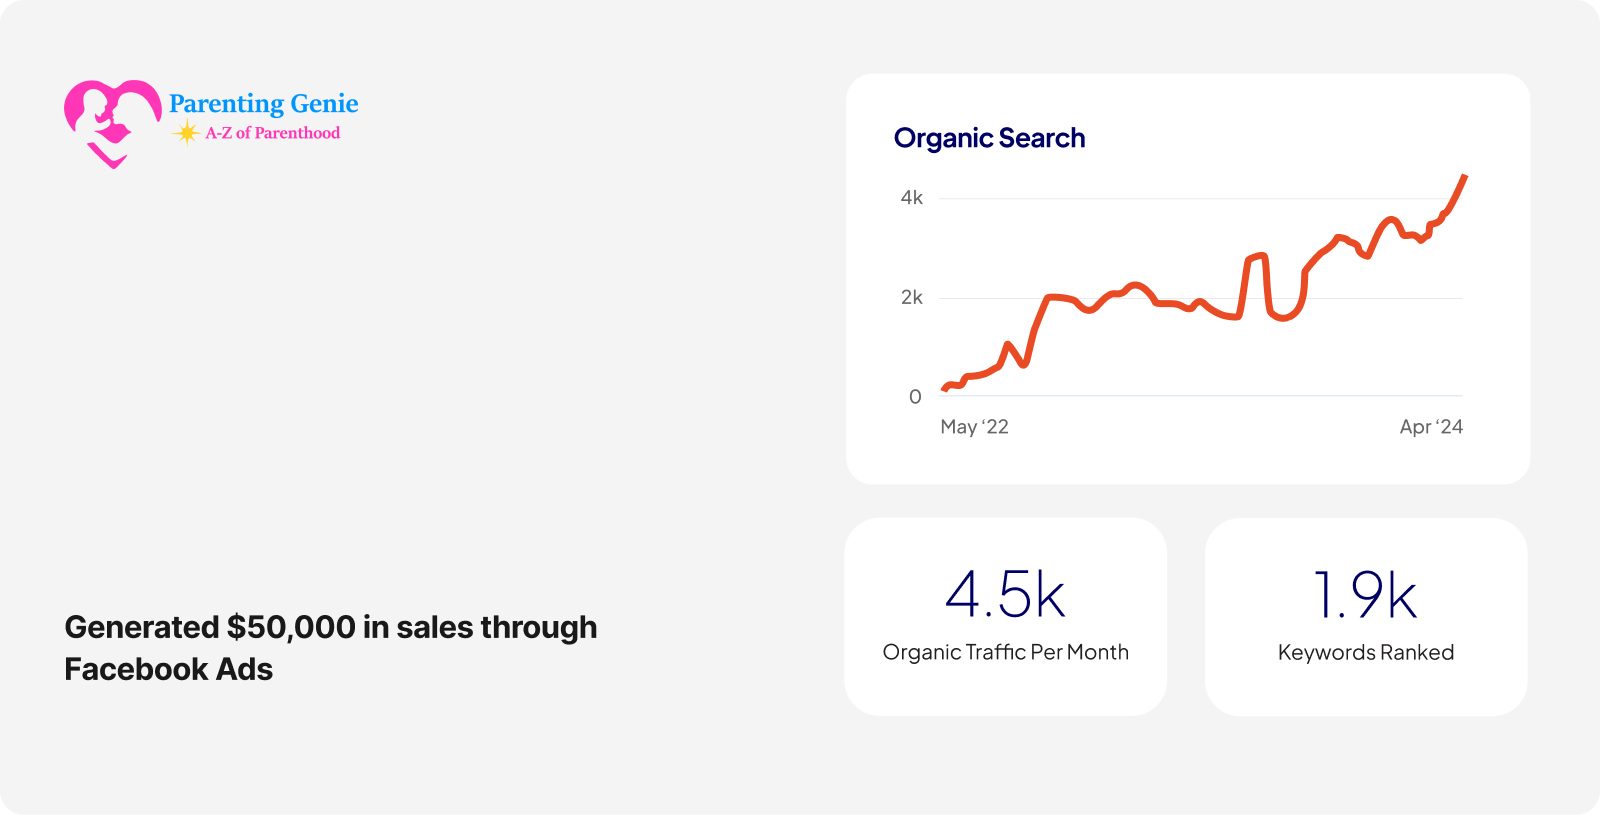 Parenting Genie
A-Z of Parenthood
Generated $50,000 in sales through
Facebook Ads
Organic Search
4k
2k
0
May ‘22
Apr ‘24
4.5k
Organic Traffic Per Month
1.9k
Keywords Ranked